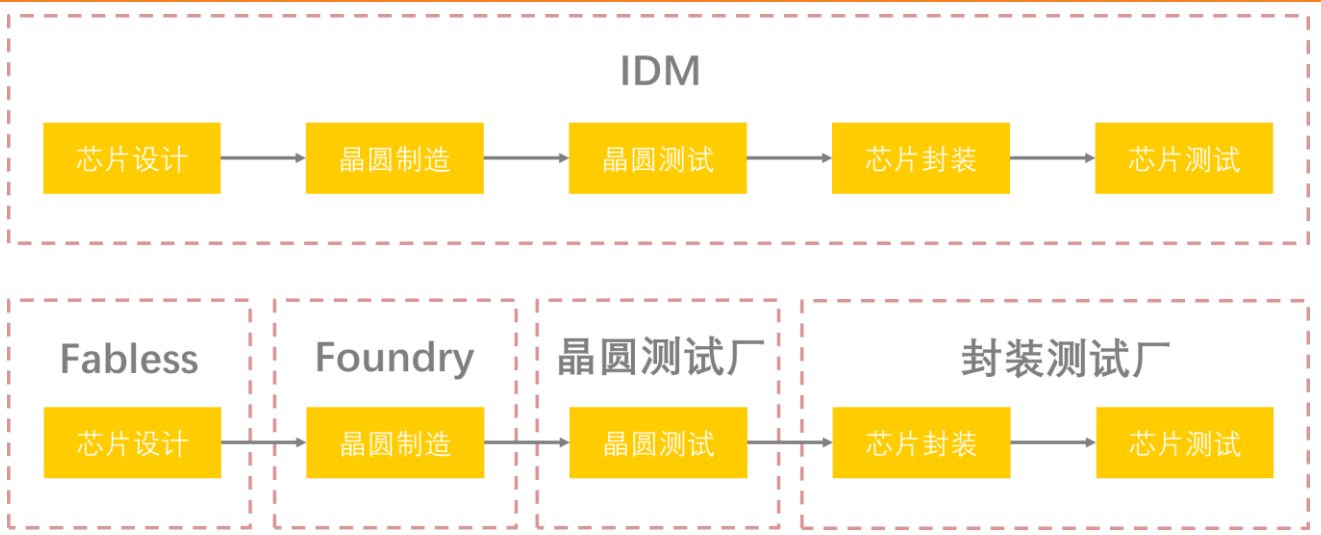 IDM
芯片设计
晶圆制造
晶圆测试
芯片封装
芯片测试
Fabless
Foundry
晶圆测试厂
封装测试厂
芯片设计
晶圆制造
晶圆测试
芯片封装
芯片测试